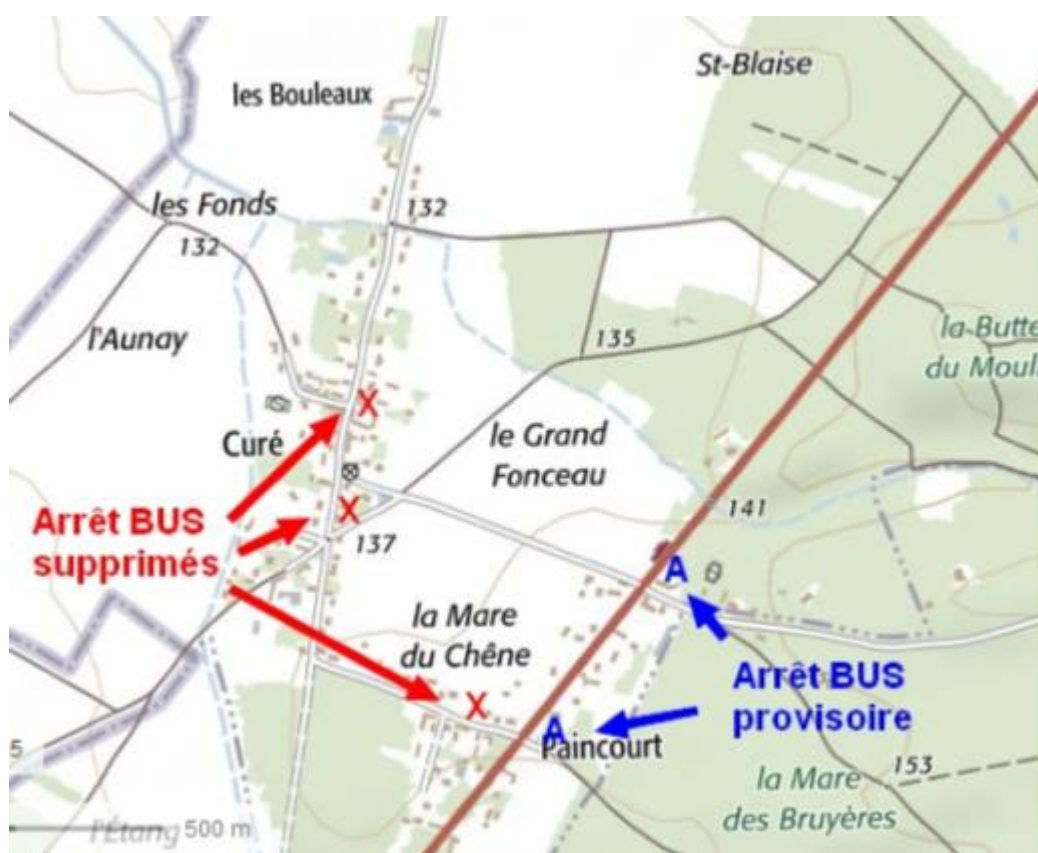 St-Blaise
les Bouleaux
les Fonds
132
132
l'Aunay
135
la-Butte
du Mouli
X
Curé
le Grand
Fonceau
141
Arrêt BUS
supprimés
X
137
A
la Mare
du Chêne
Arrêt BUS
provisoire
X
A
Paincourt
153
la Mare
des Bruyères
5
l'Étang
500 m